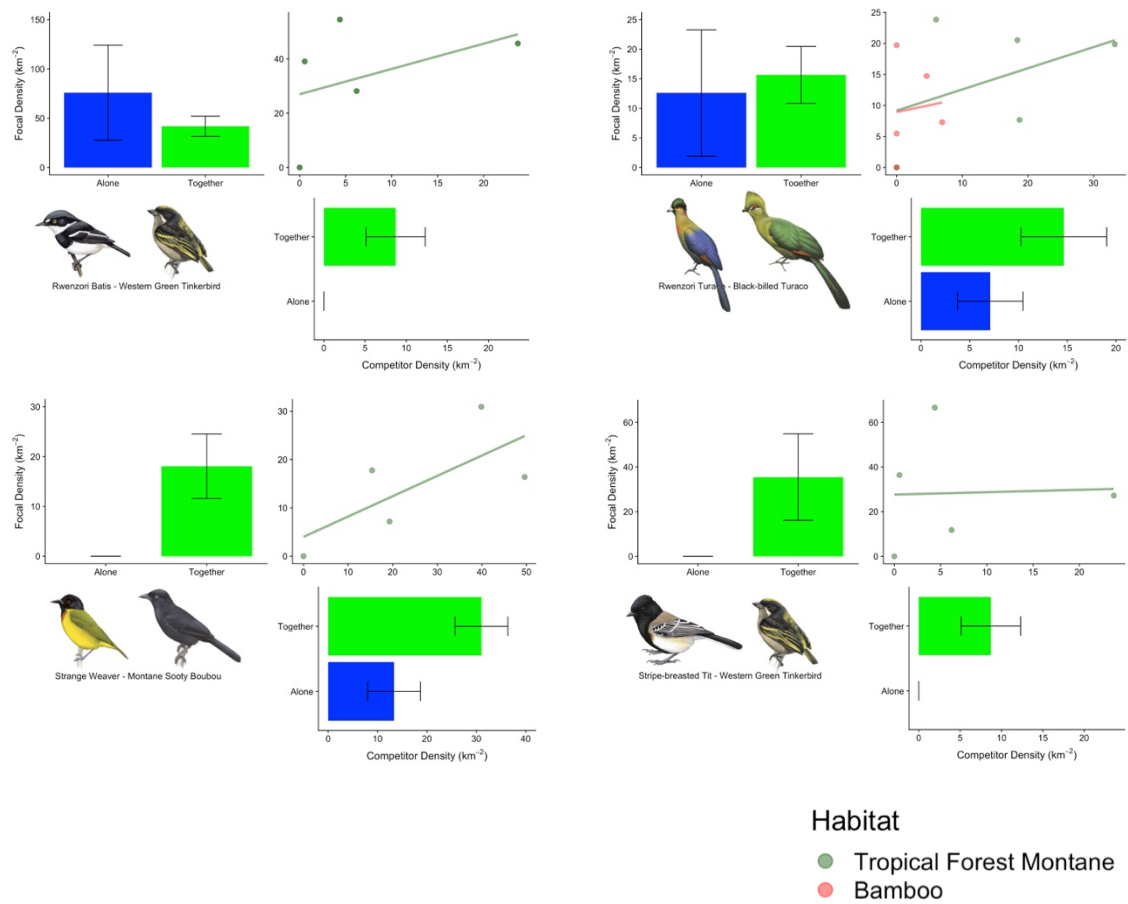 150
100
50
0
Focal Density (km⁻²)
Alone
Together
40
20
0
0
5
10
15
20
Rwenzori Batis - Western Green Tinkerbird
Together
Alone
0
5
10
15
20
Competitor Density (km⁻²)
25
20
15
10
5
0
Focal Density (km⁻²)
Alone
Together
25
20
15
10
5
0
0
10
20
30
Rwenzori Turaco - Black-billed Turaco
Together
Alone
0
5
10
15
20
Competitor Density (km⁻²)
30
20
10
0
Focal Density (km⁻²)
Alone
Together
30
20
10
0
0
10
20
30
40
50
Strange Weaver - Montane Sooty Boubou
Together
Alone
0
10
20
30
40
Competitor Density (km⁻²)
60
40
20
0
Focal Density (km⁻²)
Alone
Together
60
40
20
0
0
5
10
15
20
Stripe-breasted Tit - Western Green Tinkerbird
Together
Alone
0
5
10
15
20
Competitor Density (km⁻²)
Habitat
Tropical Forest Montane
Bamboo